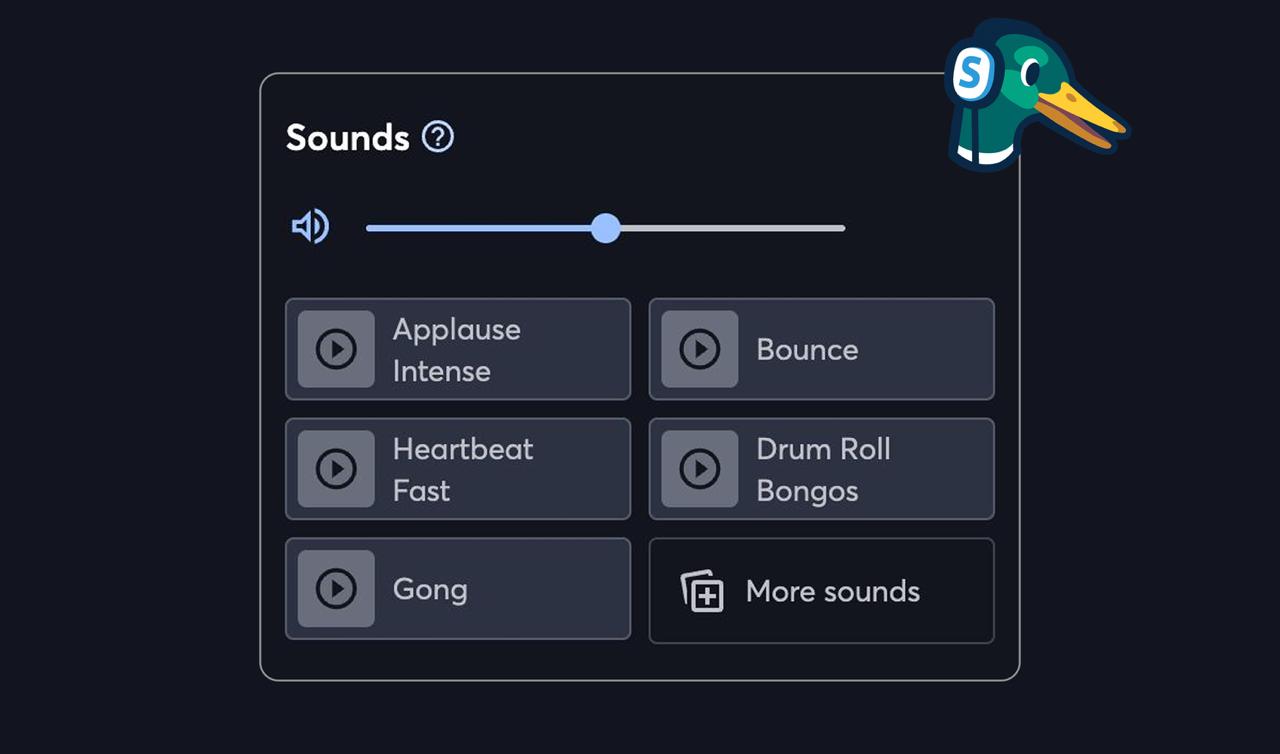 S
Sounds ?
Applause
Intense
Bounce
Heartbeat
Fast
Drum Roll
Bongos
Gong
More sounds